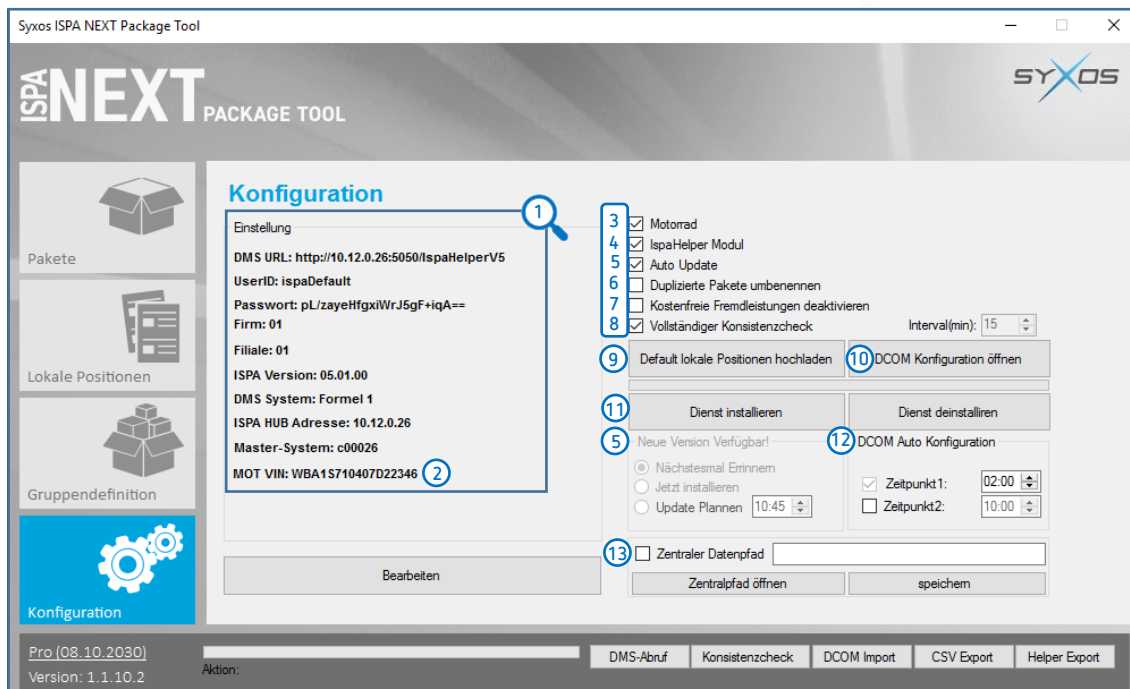 Syxos ISPA NEXT Package Tool
ISPA NEXT PACKAGE TOOL
SYXOS
Pakete
Lokale Positionen
Gruppendefinition
Konfiguration
Konfiguration
1
Einstellung
DMS URL: http://10.12.0.26:5050/IspaHelperV5
UserID: ispaDefault
Passwort: pL/zayeHfgxiWrJ5gF+iqA==
Firm: 01
Filiale: 01
ISPA Version: 05.01.00
DMS System: Formel 1
ISPA HUB Adresse: 10.12.0.26
Master-System: c00026
MOT VIN: WBA1S710407D22346 2
Bearbeiten
3 Motorrad
4 IspaHelper Modul
5 Auto Update
6 Duplizierte Pakete umbenennen
7 Kostenfreie Fremdleistungen deaktivieren
8 Vollständiger Konsistenzcheck Interval(min): 15
9 Default lokale Positionen hochladen 10 DCOM Konfiguration öffnen
11 Dienst installieren Dienst deinstalliren
5 Neue Version Verfügbar! 12 DCOM Auto Konfiguration
Nächstesmal Errinnern
Jetzt installieren Zeitpunkt1: 02:00
Update Plannen 10:45 Zeitpunkt2: 10:00
13 Zentraler Datenpfad
Zentralpfad öffnen speichern
Pro (08.10.2030)
Version: 1.1.10.2
Aktion:
DMS-Abruf Konsistenzcheck DCOM Import CSV Export Helper Export